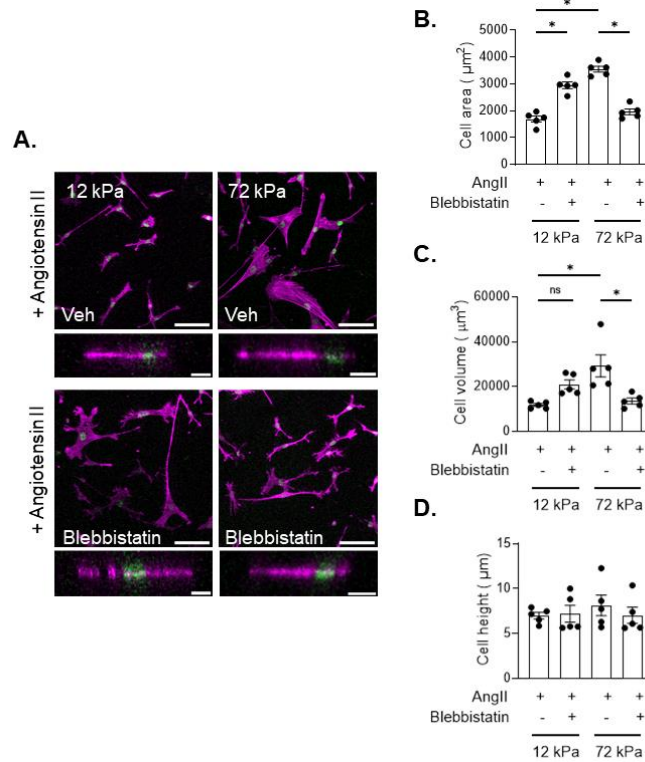 A.
+ Angiotensin II
12 kPa
72 kPa
Veh
Veh
+ Angiotensin II
Blebbistatin
Blebbistatin
B.
Cell area ( µm2)
5000
4000
3000
2000
1000
0
* * *
AngII + + + +
Blebbistatin - + - +
12 kPa 72 kPa
C.
Cell volume ( µm3)
60000
40000
20000
0
*
ns *
AngII + + + +
Blebbistatin - + - +
12 kPa 72 kPa
D.
Cell height ( µm)
15
10
5
0
AngII + + + +
Blebbistatin - + - +
12 kPa 72 kPa